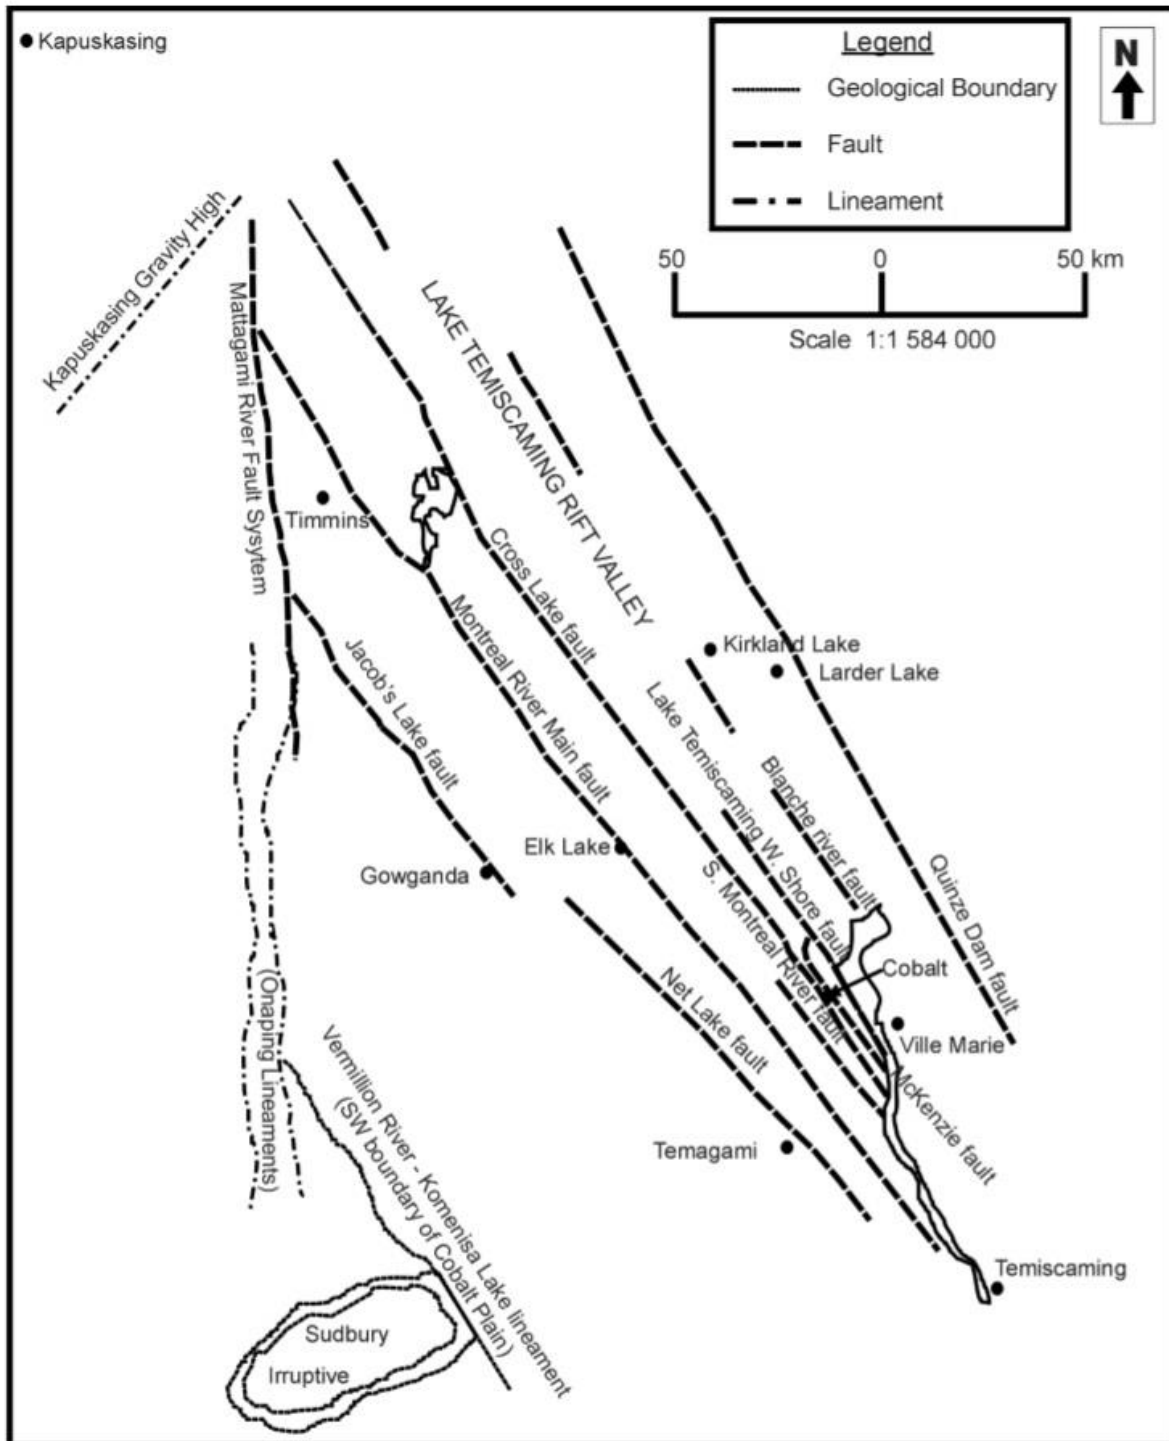 Kapuskasing
Legend
Geological Boundary
Fault
Lineament
N
50 0 50 km
Scale 1:1 584 000
Kapuskasing Gravity High
Mattagami River Fault Sysytem
LAKE TEMISCAMING RIFT VALLEY
Timmins
Cross Lake fault
Montreal River Main fault
Jacob's Lake fault
Kirkland Lake
Larder Lake
Lake Temiscaming W. Shore fault
Blanche river fault
Elk Lake
Gowganda
S. Montreal River fault
Quinze Dam fault
Cobalt
Net Lake fault
Ville Marie
McKenzie fault
(Onaping Lineaments)
Vermillion River - Komenisa Lake lineament
(SW boundary of Cobalt Plain)
Temagami
Temiscaming
Sudbury
Irruptive